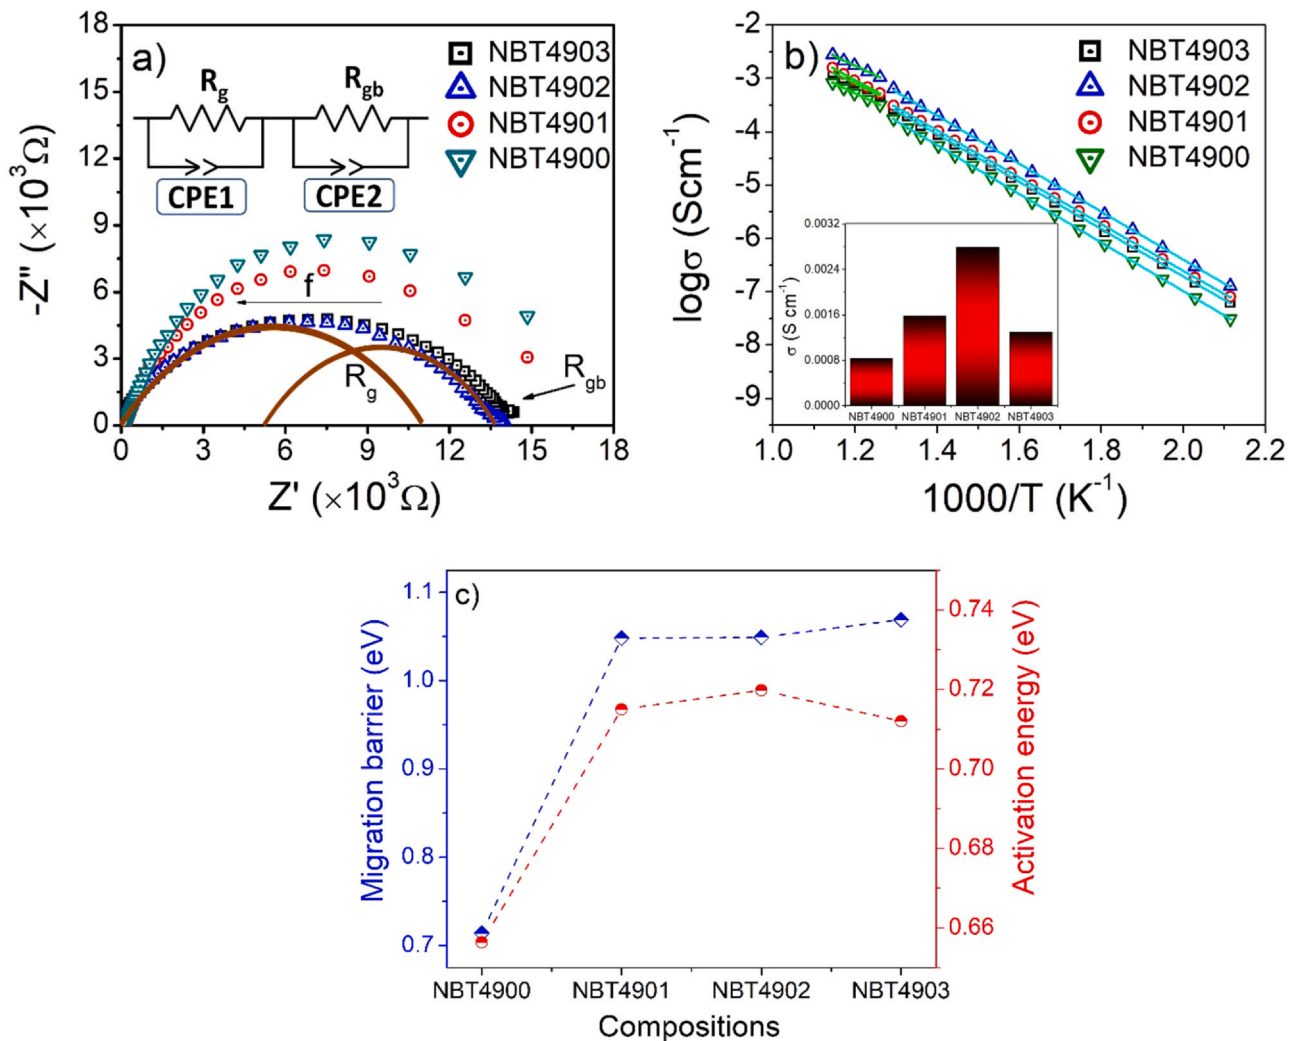 a)
NBT4903
NBT4902
NBT4901
NBT4900
R_g
R_gb
CPE1
CPE2
f
R_g
R_gb
18
15
12
9
6
3
0
0 3 6 9 12 15 18
-Z'' (×10³Ω)
Z' (×10³Ω)
b)
NBT4903
NBT4902
NBT4901
NBT4900
-2
-3
-4
-5
-6
-7
-8
-9
1.0 1.2 1.4 1.6 1.8 2.0 2.2
logσ (Scm⁻¹)
1000/T (K⁻¹)
0.0032
0.0024
0.0016
0.0008
0.0000
σ (S cm⁻¹)
NBT4900 NBT4901 NBT4902 NBT4903
c)
1.1
1.0
0.9
0.8
0.7
Migration barrier (eV)
0.74
0.72
0.70
0.68
0.66
Activation energy (eV)
NBT4900 NBT4901 NBT4902 NBT4903
Compositions